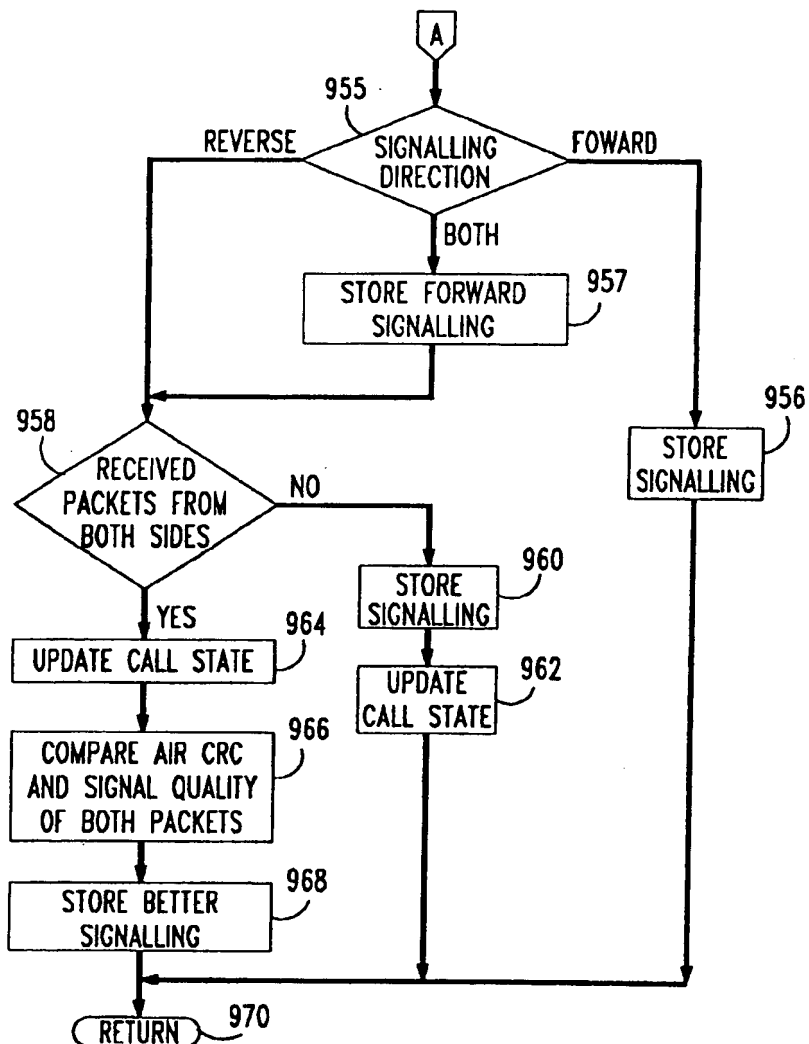 A
955
REVERSE
SIGNALLING
DIRECTION
FOWARD
BOTH
STORE FORWARD
SIGNALLING
957
958
RECEIVED
PACKETS FROM
BOTH SIDES
NO
956
STORE
SIGNALLING
960
STORE
SIGNALLING
YES
964
UPDATE CALL STATE
962
UPDATE
CALL STATE
966
COMPARE AIR CRC
AND SIGNAL QUALITY
OF BOTH PACKETS
968
STORE BETTER
SIGNALLING
RETURN
970